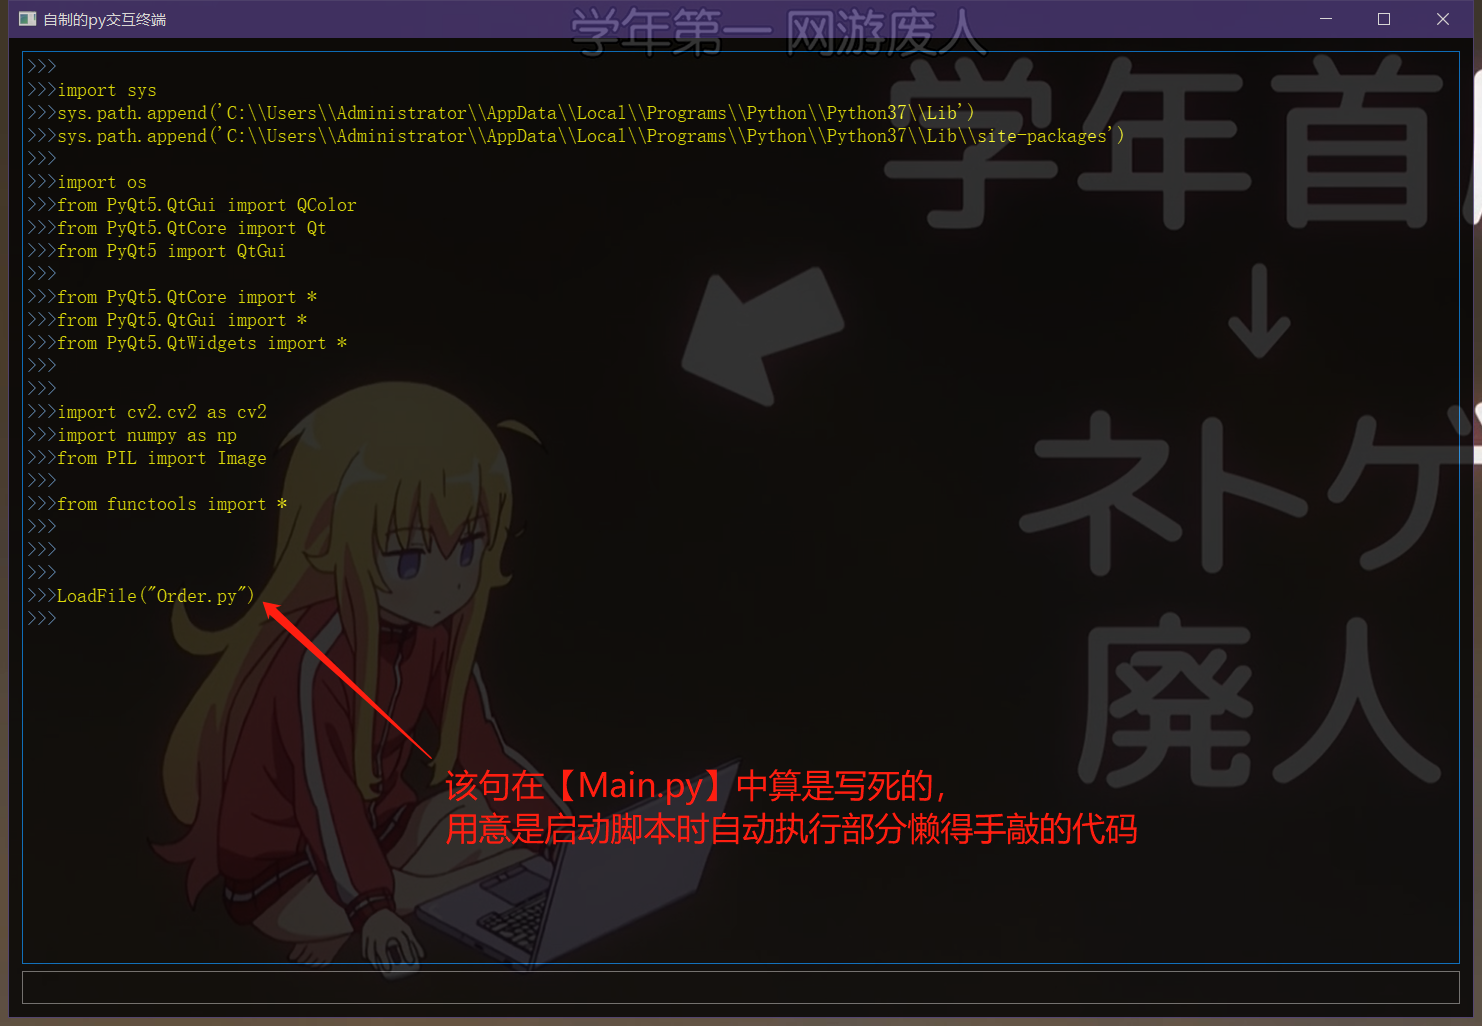 自制的py交互终端
学年第一 网游废人
>>>
>>>import sys
>>>sys.path.append('C:\\Users\\Administrator\\AppData\\Local\\Programs\\Python\\Python37\\Lib')
>>>sys.path.append('C:\\Users\\Administrator\\AppData\\Local\\Programs\\Python\\Python37\\Lib\\site-packages')
>>>
>>>import os
>>>from PyQt5.QtGui import QColor
>>>from PyQt5.QtCore import Qt
>>>from PyQt5 import QtGui
>>>
>>>from PyQt5.QtCore import *
>>>from PyQt5.QtGui import *
>>>from PyQt5.QtWidgets import *
>>>
>>>
>>>import cv2.cv2 as cv2
>>>import numpy as np
>>>from PIL import Image
>>>
>>>from functools import *
>>>
>>>
>>>
>>>LoadFile("Order.py")
>>>
学年首
↓
ネトゲ
廃人
该句在【Main.py】中算是写死的，
用意是启动脚本时自动执行部分懒得手敲的代码